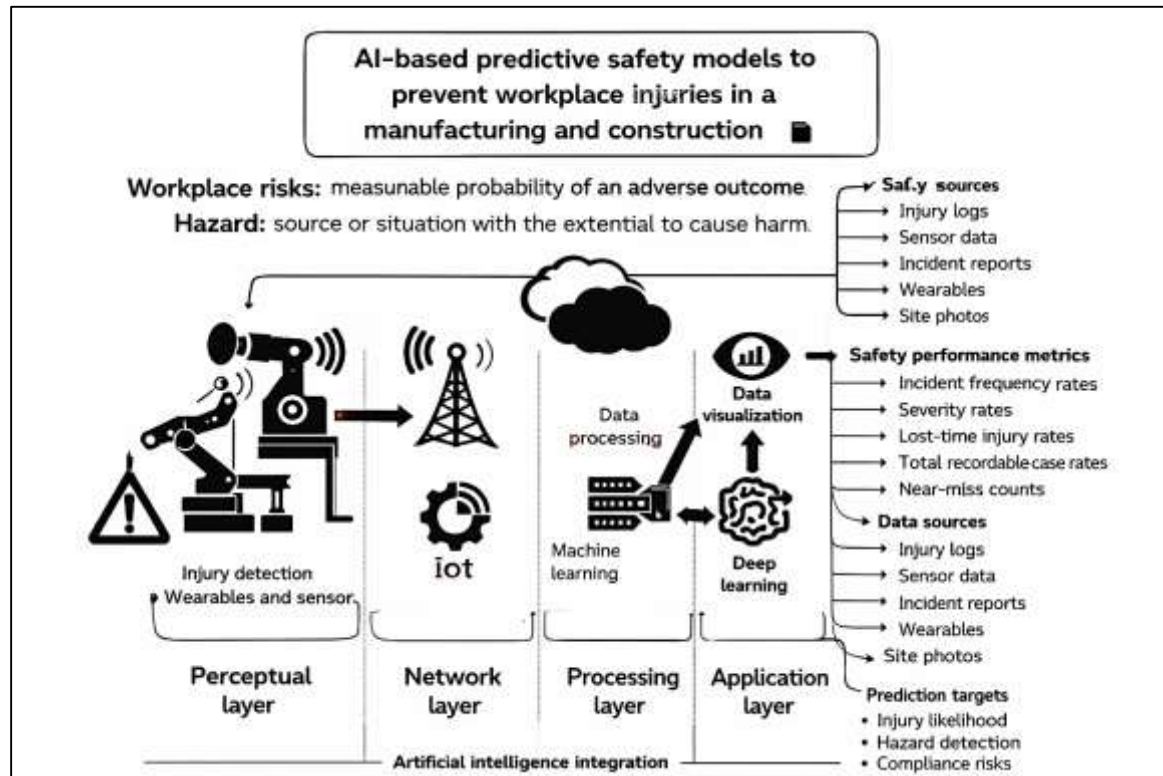 AI-based predictive safety models to
prevent workplace injuries in a
manufacturing and construction
Workplace risks: measunable probability of an adverse outcome.
Hazard: source or situation with the extential to cause harm.
Saf.y sources
Injury logs
Sensor data
Incident reports
Wearables
Site photos
Injury detection
Wearables and sensor
iot
Data
processing
Machine
learning
Data
visualization
Deep
learning
Safety performance metrics
Incident frequency rates
Severity rates
Lost-time injury rates
Total recordable case rates
Near-miss counts
Data sources
Injury logs
Sensor data
Incident reports
Wearables
Site photos
Perceptual
layer
Network
layer
Processing
layer
Application
layer
Prediction targets
• Injury likelihood
• Hazard detection
• Compliance risks
Artificial intelligence integration